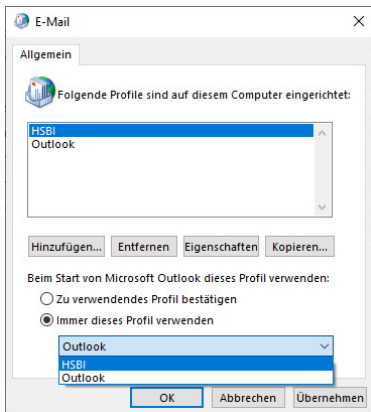 E-Mail
Allgemein
Folgende Profile sind auf diesem Computer eingerichtet:
HSBI
Outlook
Hinzufügen... Entfernen Eigenschaften Kopieren...
Beim Start von Microsoft Outlook dieses Profil verwenden:
Zu verwendendes Profil bestätigen
Immer dieses Profil verwenden
Outlook
HSBI
Outlook
OK Abbrechen Übernehmen